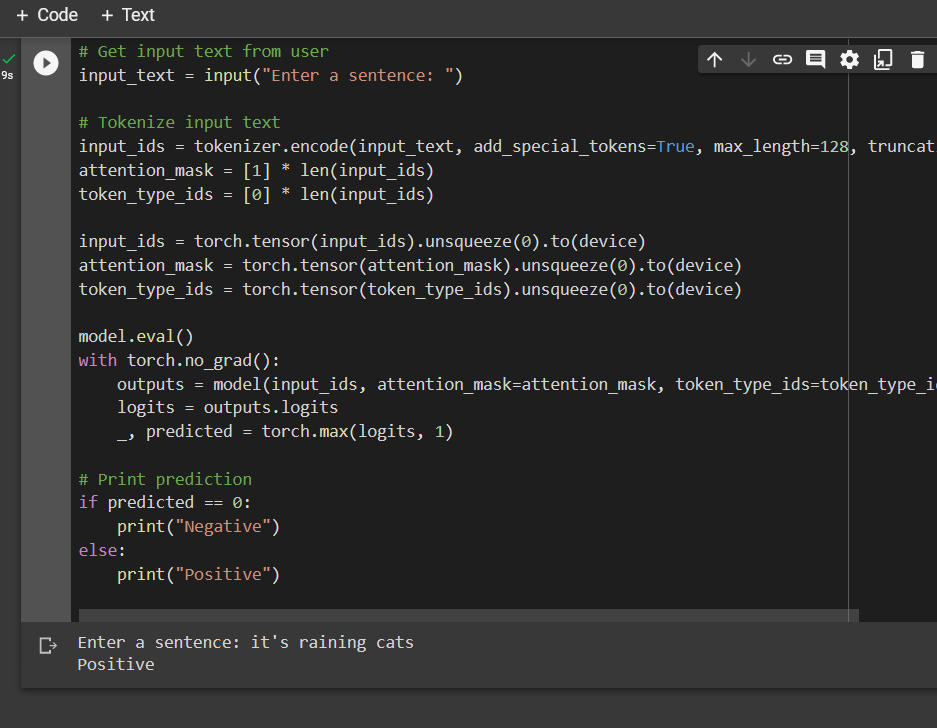 + Code + Text
9s
# Get input text from user
input_text = input("Enter a sentence: ")

# Tokenize input text
input_ids = tokenizer.encode(input_text, add_special_tokens=True, max_length=128, truncat
attention_mask = [1] * len(input_ids)
token_type_ids = [0] * len(input_ids)

input_ids = torch.tensor(input_ids).unsqueeze(0).to(device)
attention_mask = torch.tensor(attention_mask).unsqueeze(0).to(device)
token_type_ids = torch.tensor(token_type_ids).unsqueeze(0).to(device)

model.eval()
with torch.no_grad():
    outputs = model(input_ids, attention_mask=attention_mask, token_type_ids=token_type_i
    logits = outputs.logits
    _, predicted = torch.max(logits, 1)

# Print prediction
if predicted == 0:
    print("Negative")
else:
    print("Positive")

Enter a sentence: it's raining cats
Positive